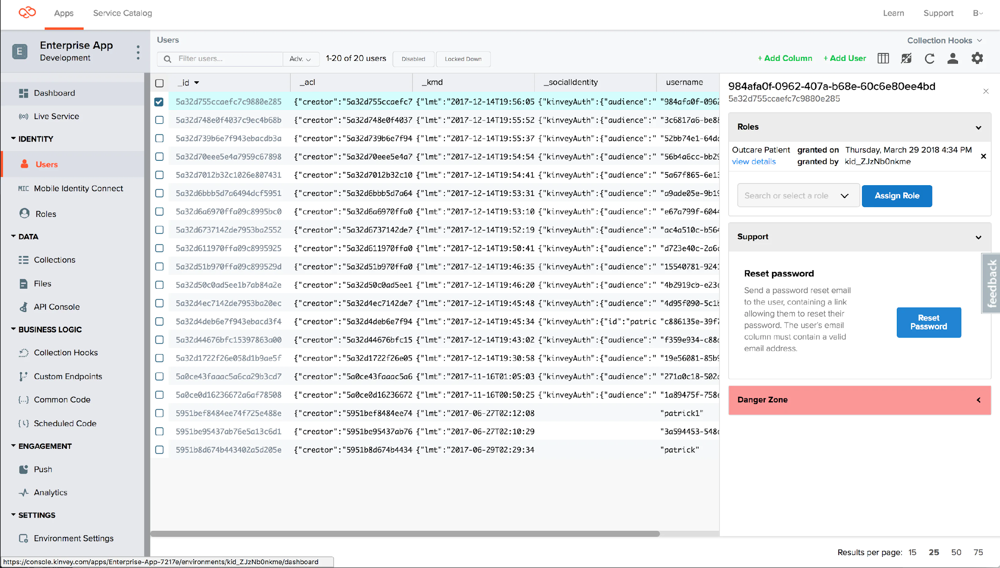 Apps Service Catalog Learn Support B
E Enterprise App
Development
Users
Collection Hooks
Filter users... Adv. 1-20 of 20 users Disabled Locked Down + Add Column + Add User
Dashboard
Live Service
IDENTITY
Users
MIC Mobile Identity Connect
Roles
DATA
Collections
Files
API Console
BUSINESS LOGIC
Collection Hooks
Custom Endpoints
{...} Common Code
Scheduled Code
ENGAGEMENT
Push
Analytics
SETTINGS
Environment Settings
_id _acl _kmd _socialIdentity username
5a32d755ccaefc7c9880e285 {"creator":"5a32d755ccaefc7 {"lmt":"2017-12-14T19:56:05 {"kinveyAuth":{"audience":" "984afa0f-0962
5a32d748e0f4037c9ec4b68b {"creator":"5a32d748e0f4037 {"lmt":"2017-12-14T19:55:52 {"kinveyAuth":{"audience":" "3c6817a6-be88
5a32d739b6e7f943ebacdb3a {"creator":"5a32d739b6e7f94 {"lmt":"2017-12-14T19:55:37 {"kinveyAuth":{"audience":" "52bb74e1-64dc
5a32d70eee5e4a7959c67898 {"creator":"5a32d70eee5e4a7 {"lmt":"2017-12-14T19:54:54 {"kinveyAuth":{"audience":" "56b4a6cc-bb29
5a32d7012b32c1026e807431 {"creator":"5a32d7012b32c10 {"lmt":"2017-12-14T19:54:41 {"kinveyAuth":{"audience":" "5a67f865-6e13
5a32d6bbb5d7a6494dcf5951 {"creator":"5a32d6bbb5d7a64 {"lmt":"2017-12-14T19:53:31 {"kinveyAuth":{"audience":" "a9ade05e-9b19
5a32d6a6970ffa09c8995bc0 {"creator":"5a32d6a6970ffa0 {"lmt":"2017-12-14T19:53:10 {"kinveyAuth":{"audience":" "e67a799f-6044
5a32d6737142de7953ba2552 {"creator":"5a32d6737142de7 {"lmt":"2017-12-14T19:52:19 {"kinveyAuth":{"audience":" "ac4a510c-b564
5a32d611970ffa09c8995925 {"creator":"5a32d611970ffa0 {"lmt":"2017-12-14T19:50:41 {"kinveyAuth":{"audience":" "d723e40c-2a6c
5a32d51b970ffa09c899529d {"creator":"5a32d51b970ffa0 {"lmt":"2017-12-14T19:46:35 {"kinveyAuth":{"audience":" "15540781-9241
5a32d50c0ad5ee1b7ab84a2e {"creator":"5a32d50c0ad5ee1 {"lmt":"2017-12-14T19:46:20 {"kinveyAuth":{"audience":" "4b2919cb-e23e
5a32d4ec7142de7953ba20ec {"creator":"5a32d4ec7142de7 {"lmt":"2017-12-14T19:45:48 {"kinveyAuth":{"audience":" "4d95f090-5c1b
5a32d4deb6e7f943ebacd3f4 {"creator":"5a32d4deb6e7f94 {"lmt":"2017-12-14T19:45:34 {"kinveyAuth":{"id":"patric "c886135e-39f7
5a32d44676bfc15397863a00 {"creator":"5a32d44676bfc15 {"lmt":"2017-12-14T19:43:02 {"kinveyAuth":{"audience":" "f359e934-c88c
5a32d1722f26e058d1b9ae5f {"creator":"5a32d1722f26e05 {"lmt":"2017-12-14T19:30:58 {"kinveyAuth":{"audience":" "19e56081-85b9
5a0ce43faaac5a6ca29b3cd7 {"creator":"5a0ce43faaac5a6 {"lmt":"2017-11-16T01:05:03 {"kinveyAuth":{"audience":" "271a0c18-502c
5a0ce0d16236672a6af78508 {"creator":"5a0ce0d16236672 {"lmt":"2017-11-16T00:50:25 {"kinveyAuth":{"audience":" "1a89475f-758e
5951bef8484ee74f725e488e {"creator":"5951bef8484ee74 {"lmt":"2017-06-27T02:12:08 "patrick1"
5951be95437ab76e5a13c6d1 {"creator":"5951be95437ab76 {"lmt":"2017-06-27T02:10:29 "3a594453-548e
5951b8d674b443402a5d205e {"creator":"5951b8d674b4434 {"lmt":"2017-06-29T02:29:34 "patrick"
984afa0f-0962-407a-b68e-60c6e80ee4bd
5a32d755ccaefc7c9880e285
Roles
Outcare Patient granted on Thursday, March 29 2018 4:34 PM
view details granted by kid_ZJzNb0nkme
Search or select a role Assign Role
Support
Reset password
Send a password reset email
to the user, containing a link
allowing them to reset their
password. The user's email
column must contain a valid
email address.
Reset
Password
Danger Zone
feedback
Results per page: 15 25 50 75
https://console.kinvey.com/apps/Enterprise-App-7217e/environments/kid_ZJzNb0nkme/dashboard